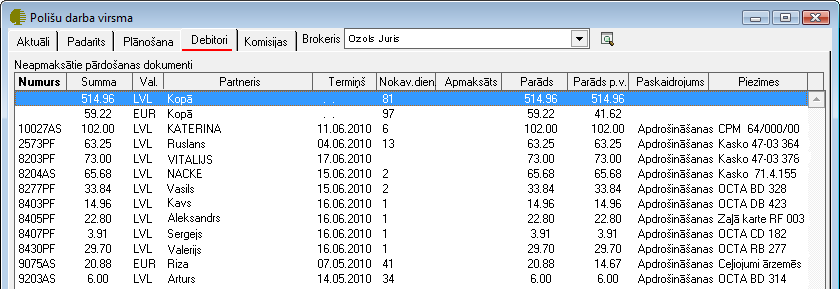 Polišu darba virsma
Aktuāli Padarīts Plānošana Debitori Komisijas Brokeris Ozols Juris
Neapmaksātie pārdošanas dokumenti
Numurs Summa Val. Partneris Termiņš Nokav.dien Apmaksāts Parāds Parāds p.v. Paskaidrojums Piezīmes
514.96 LVL Kopā . . 81 514.96 514.96
59.22 EUR Kopā . . 97 59.22 41.62
10027AS 102.00 LVL KATERINA 11.06.2010 6 102.00 102.00 Apdrošināšanas CPM 64/000/00
2573PF 63.25 LVL Ruslans 04.06.2010 13 63.25 63.25 Apdrošināšanas Kasko 47-03 364
8203PF 73.00 LVL VITALIJS 17.06.2010 73.00 73.00 Apdrošināšanas Kasko 47-03 376
8204AS 65.68 LVL NACKE 15.06.2010 2 65.68 65.68 Apdrošināšanas Kasko 71.4.155
8277PF 33.84 LVL Vasils 15.06.2010 2 33.84 33.84 Apdrošināšanas OCTA BD 328
8403PF 14.96 LVL Kavs 16.06.2010 1 14.96 14.96 Apdrošināšanas OCTA DB 423
8405PF 22.80 LVL Aleksandrs 16.06.2010 1 22.80 22.80 Apdrošināšanas Zaļā karte RF 003
8407PF 3.91 LVL Sergejs 16.06.2010 1 3.91 3.91 Apdrošināšanas OCTA CD 182
8430PF 29.70 LVL Valerijs 16.06.2010 1 29.70 29.70 Apdrošināšanas OCTA RB 277
9075AS 20.88 EUR Riza 07.05.2010 41 20.88 14.67 Apdrošināšanas Ceļojumi ārzemēs
9203AS 6.00 LVL Arturs 14.05.2010 34 6.00 6.00 Apdrošināšanas OCTA BD 314